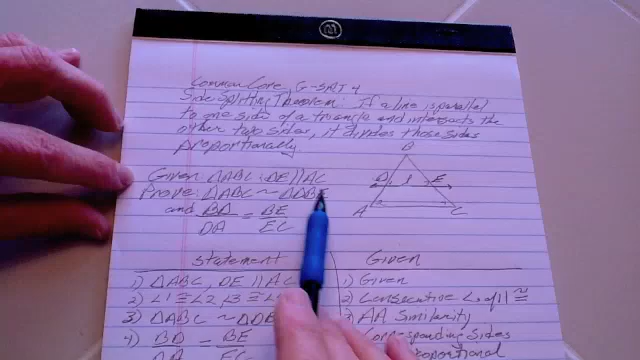 Common Core G-SRT 4
Side Splitting Theorem: If a line is parallel
to one side of a triangle and intersects the
other two sides, it divides those sides
proportionally
Given: ΔABC, DE || AC
Prove: ΔABC ~ ΔDBE
and BD/DA = BE/EC
B
D 1 E
A C
statement Given
1) ΔABC, DE || AC 1) Given
2) ∠1 ≅ ∠2, ∠3 ≅ 2) Consecutive ∠s of || ≅
3) ΔABC ~ ΔDB 3) AA Similarity
4) BD/DA = BE/EC Corresponding Sides
proportional